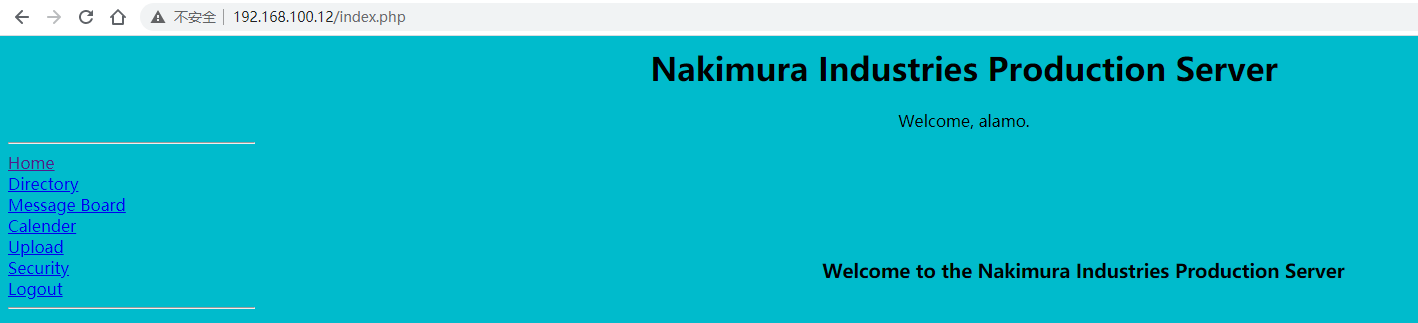 不安全 192.168.100.12/index.php
Nakimura Industries Production Server
Welcome, alamo.
Home
Directory
Message Board
Calender
Upload
Security
Logout
Welcome to the Nakimura Industries Production Server